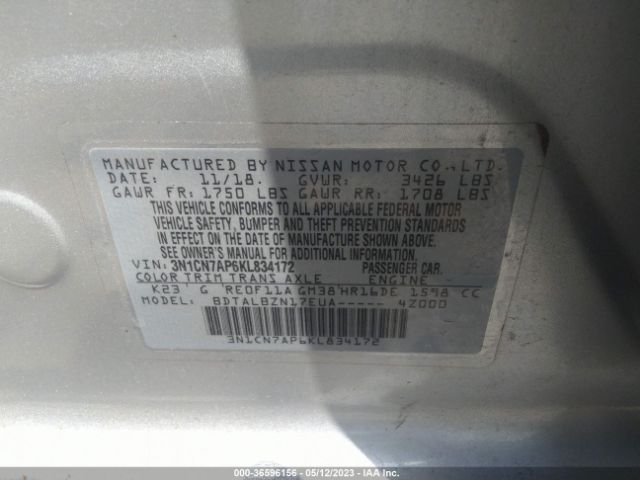 MANUFACTURED BY NISSAN MOTOR CO., LTD.
DATE: 11/18. GVWR: 3426 LBS
GAWR FR: 1750 LBS GAWR RR: 1708 LBS
THIS VEHICLE CONFORMS TO ALL APPLICABLE FEDERAL MOTOR
VEHICLE SAFETY, BUMPER AND THEFT PREVENTION STANDARDS
IN EFFECT ON THE DATE OF MANUFACTURE SHOWN ABOVE.
SEE OWNER'S MANUAL FOR ADDITIONAL INFORMATION.
VIN: 3N1CN7AP6KL834172 PASSENGER CAR.
COLOR TRIM TRANS AXLE ENGINE
K23 G RE0F11A GM38 HR16DE 1598 CC
MODEL: BDTALBZN17EUA----- 4Z000
3N1CN7AP6KL834172
000-36596156 - 05/12/2023 - IAA Inc.